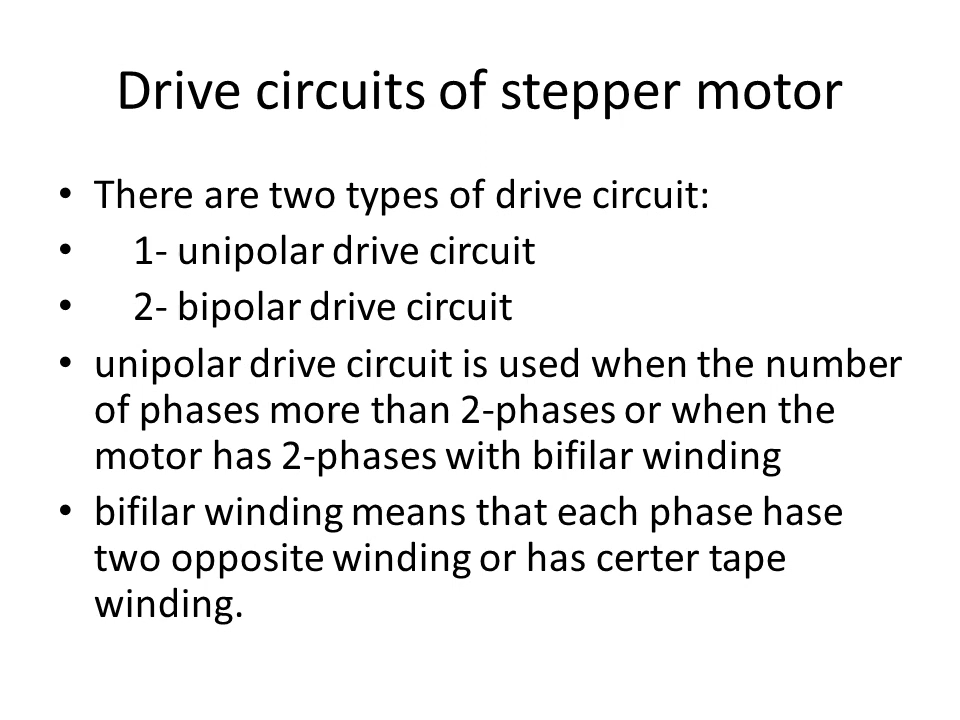 Drive circuits of stepper motor
• There are two types of drive circuit:
• 1- unipolar drive circuit
• 2- bipolar drive circuit
• unipolar drive circuit is used when the number
of phases more than 2-phases or when the
motor has 2-phases with bifilar winding
• bifilar winding means that each phase hase
two opposite winding or has certer tape
winding.